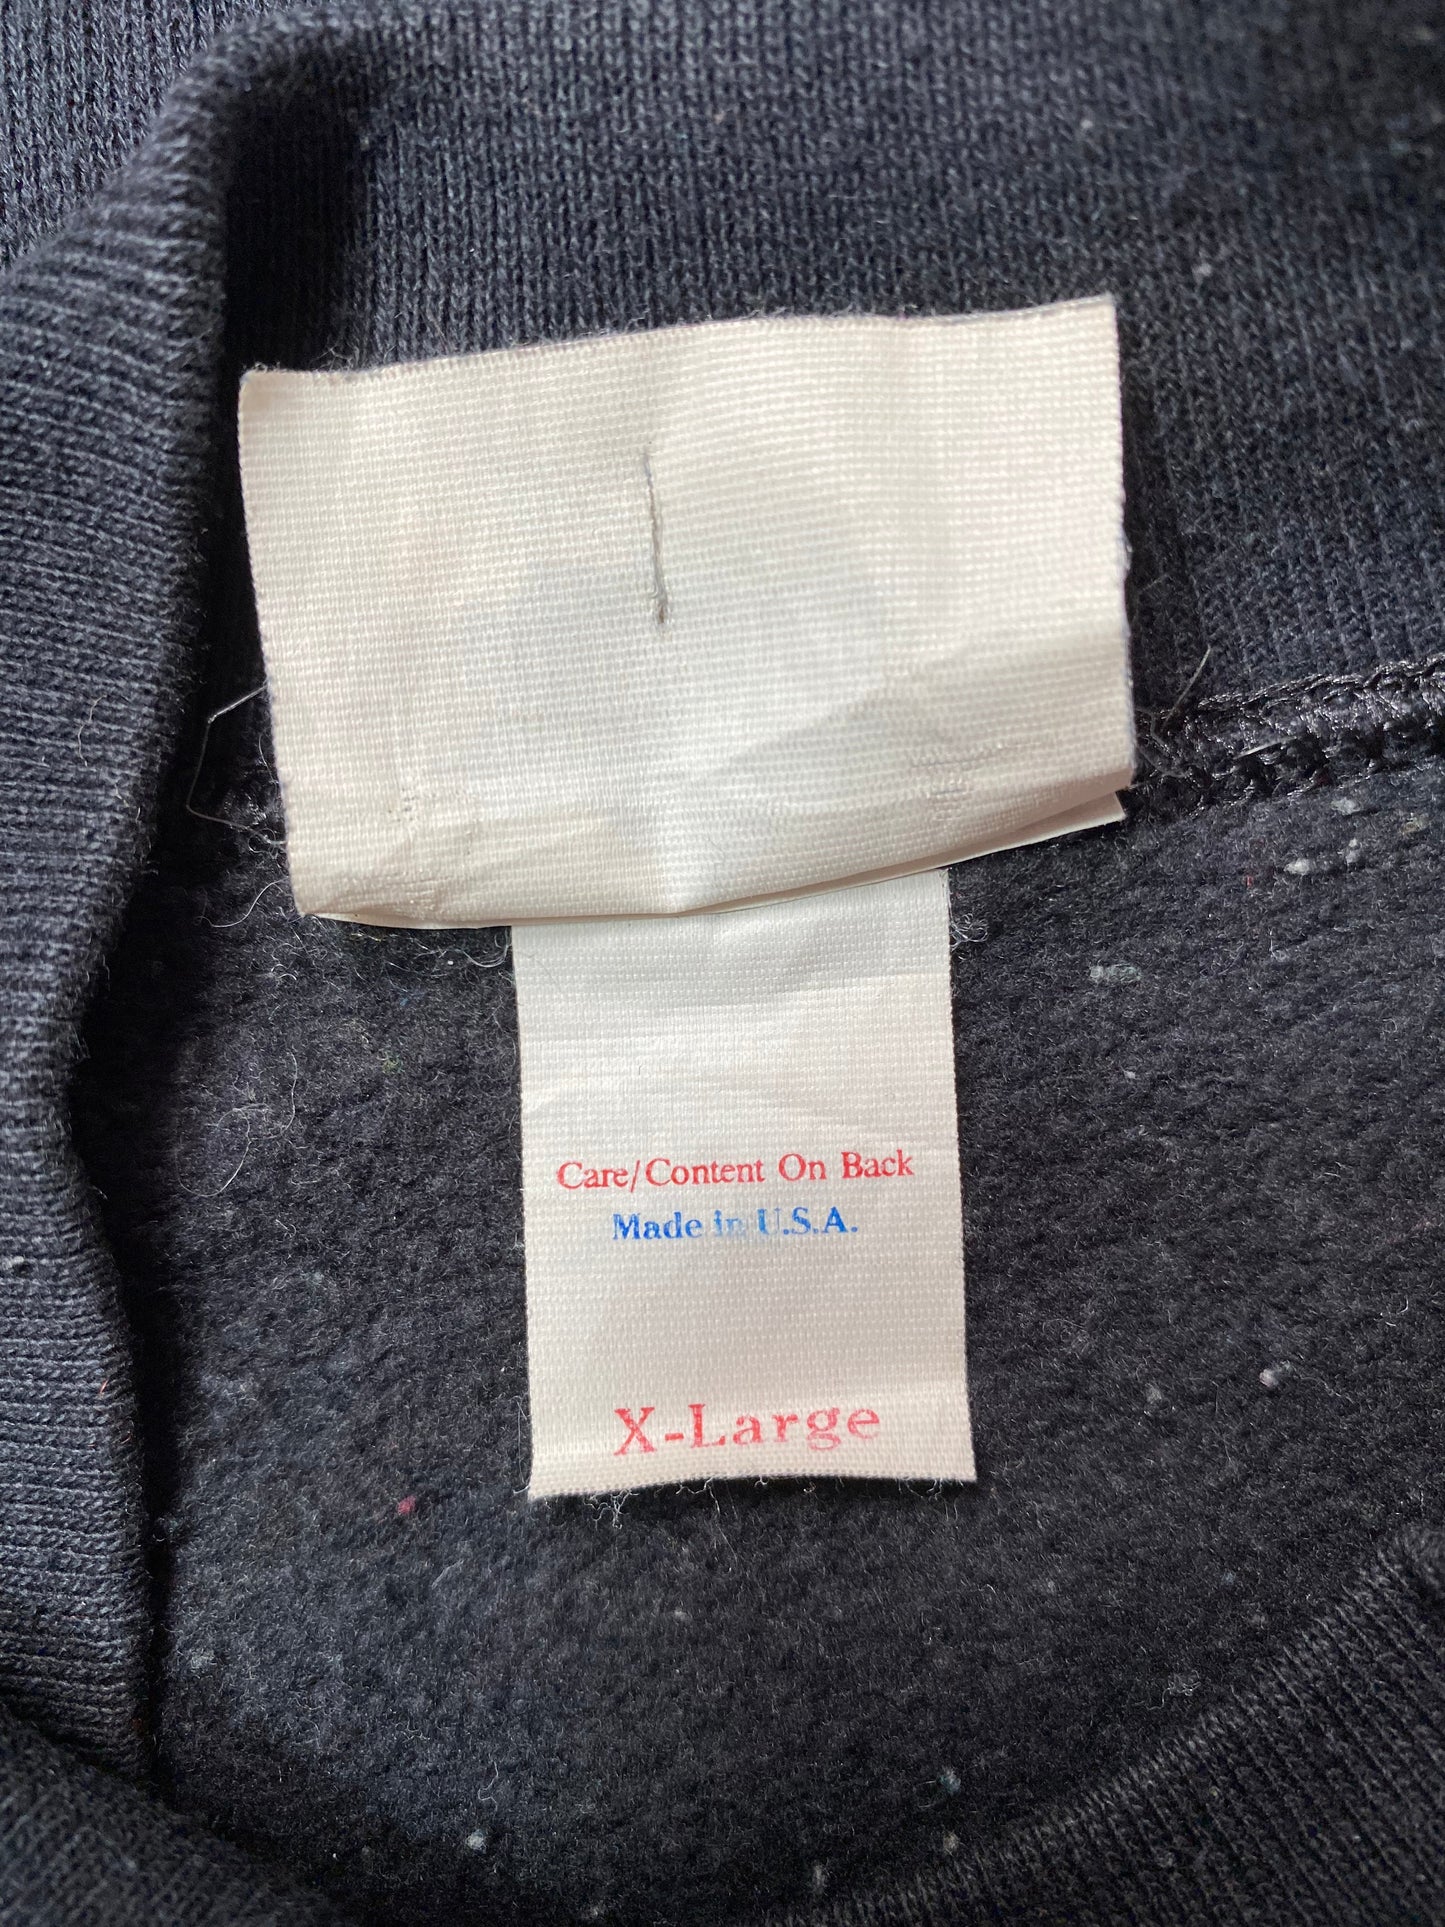 Care/Content On Back
Made in U.S.A.
X-Large